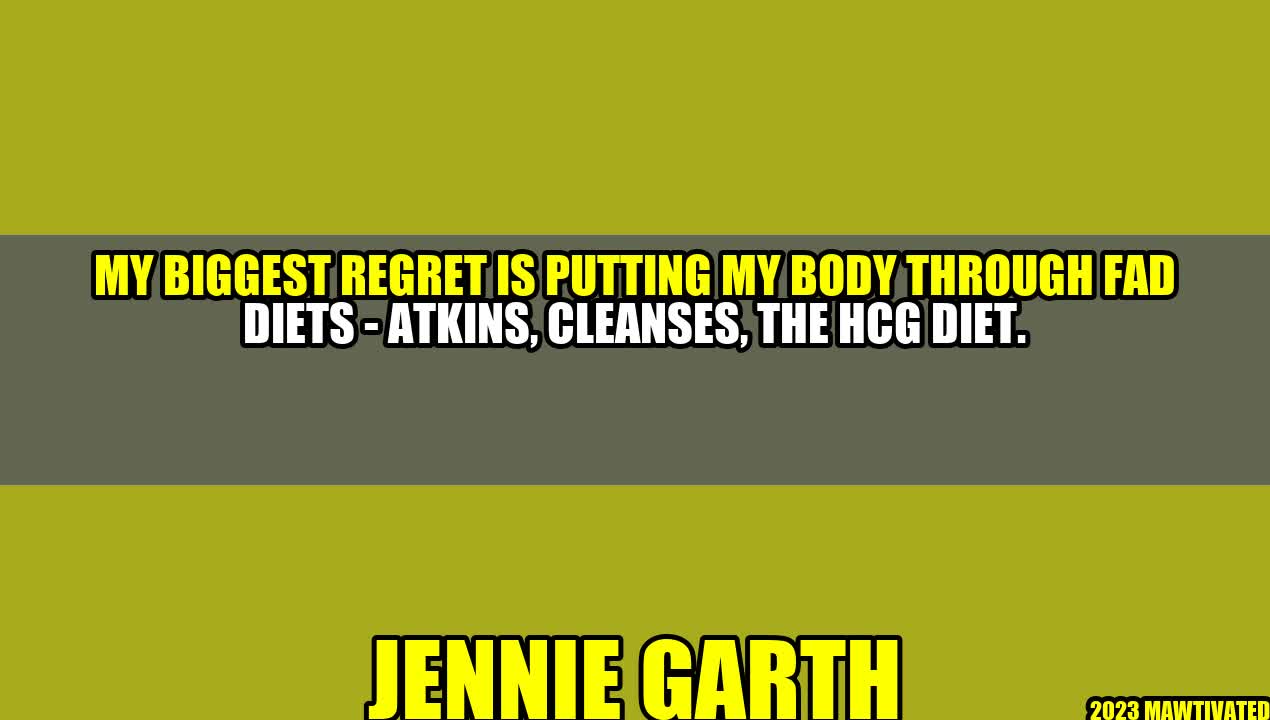 MY BIGGEST REGRET IS PUTTING MY BODY THROUGH FAD
DIETS - ATKINS, CLEANSES, THE HCG DIET.
JENNIE GARTH
2023 MAWTIVATED